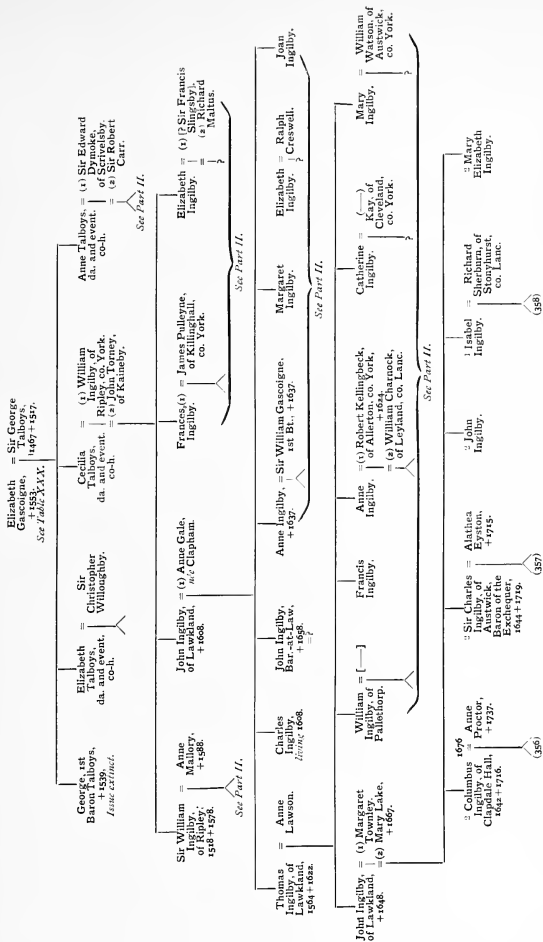 Elizabeth = Sir George
Gascoigne, Talboys,
+1553. 1467+1517.
See Table XXX.
George, 1st
Baron Talboys,
+1539.
Issue extinct.
Elizabeth = Sir
Talboys, Christopher
da. and event. Willoughby.
co-h.
Cecilia = (1) William
Talboys, Ingilby, of
da. and event. Ripley, co. York.
co-h. = (2) John Torney,
of Kaineby.
Anne Talboys, = (1) Sir Edward
da. and event. Dymoke,
co-h. of Scrivelsby.
= (2) Sir Robert
Carr.
See Part II.
Sir William = Anne
Ingilby, Mallory,
of Ripley, +1588.
1518+1578.
See Part II.
John Ingilby, = (1) Anne Gale,
of Lawkland, née Clapham.
+1608.
Frances (1) = James Pulleyne,
Ingilby. of Killinghall,
co. York.
Elizabeth = (1) [? Sir Francis
Ingilby. Slingsby].
= (2) Richard
Maltus.
?
See Part II.
Thomas = Anne
Ingilby, of Lawson.
Lawkland,
1564+1622.
Charles
Ingilby,
living 1608.
John Ingilby,
Bar.-at-Law,
+1658.
= ?
Anne Ingilby, = Sir William Gascoigne,
+1637. 1st Bt., +1637.
Margaret
Ingilby.
Elizabeth = Ralph
Ingilby. Creswell.
Joan
Ingilby.
See Part II.
John Ingilby, = (1) Margaret
of Lawkland, Townley.
+1648. = (2) Mary Lake,
+1667.
William = [—]
Ingilby, of
Pallethorp.
Francis
Ingilby.
Anne = (1) Robert Kellingbeck,
Ingilby. of Allerton, co. York,
+1624.
= (2) William Charnock,
of Leyland, co. Lanc.
Catherine = (—)
Ingilby. Kay, of
Cleveland,
co. York.
?
Mary = William
Ingilby. Watson, of
Austwick,
co. York.
?
See Part II.
1676
2 Columbus = Anne
Ingilby, of Proctor,
Clapdale Hall, +1737.
1642+1716.
(356)
2 Sir Charles = Alathea
Ingilby, of Eyston,
Austwick, +1715.
Baron of the
Exchequer,
1644+1719.
(357)
2 John
Ingilby.
1 Isabel = Richard
Ingilby. Sherburn, of
Stonyhurst,
co. Lanc.
(358)
2 Mary
Elizabeth
Ingilby.